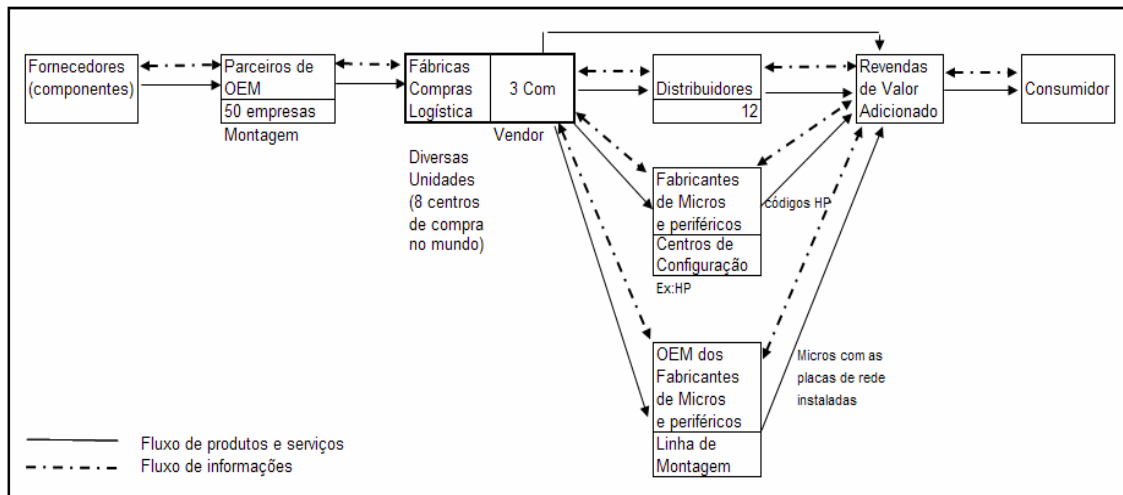 Fornecedores
(componentes)
Parceiros de
OEM
50 empresas
Montagem
Fábricas
Compras
Logística
3 Com
Vendor
Diversas
Unidades
(8 centros
de compra
no mundo)
Distribuidores
12
Revendas
de Valor
Adicionado
Consumidor
Fabricantes
de Micros
e periféricos
Centros de
Configuração
Ex:HP
códigos HP
OEM dos
Fabricantes
de Micros
e periféricos
Linha de
Montagem
Micros com as
placas de rede
instaladas
Fluxo de produtos e serviços
Fluxo de informações